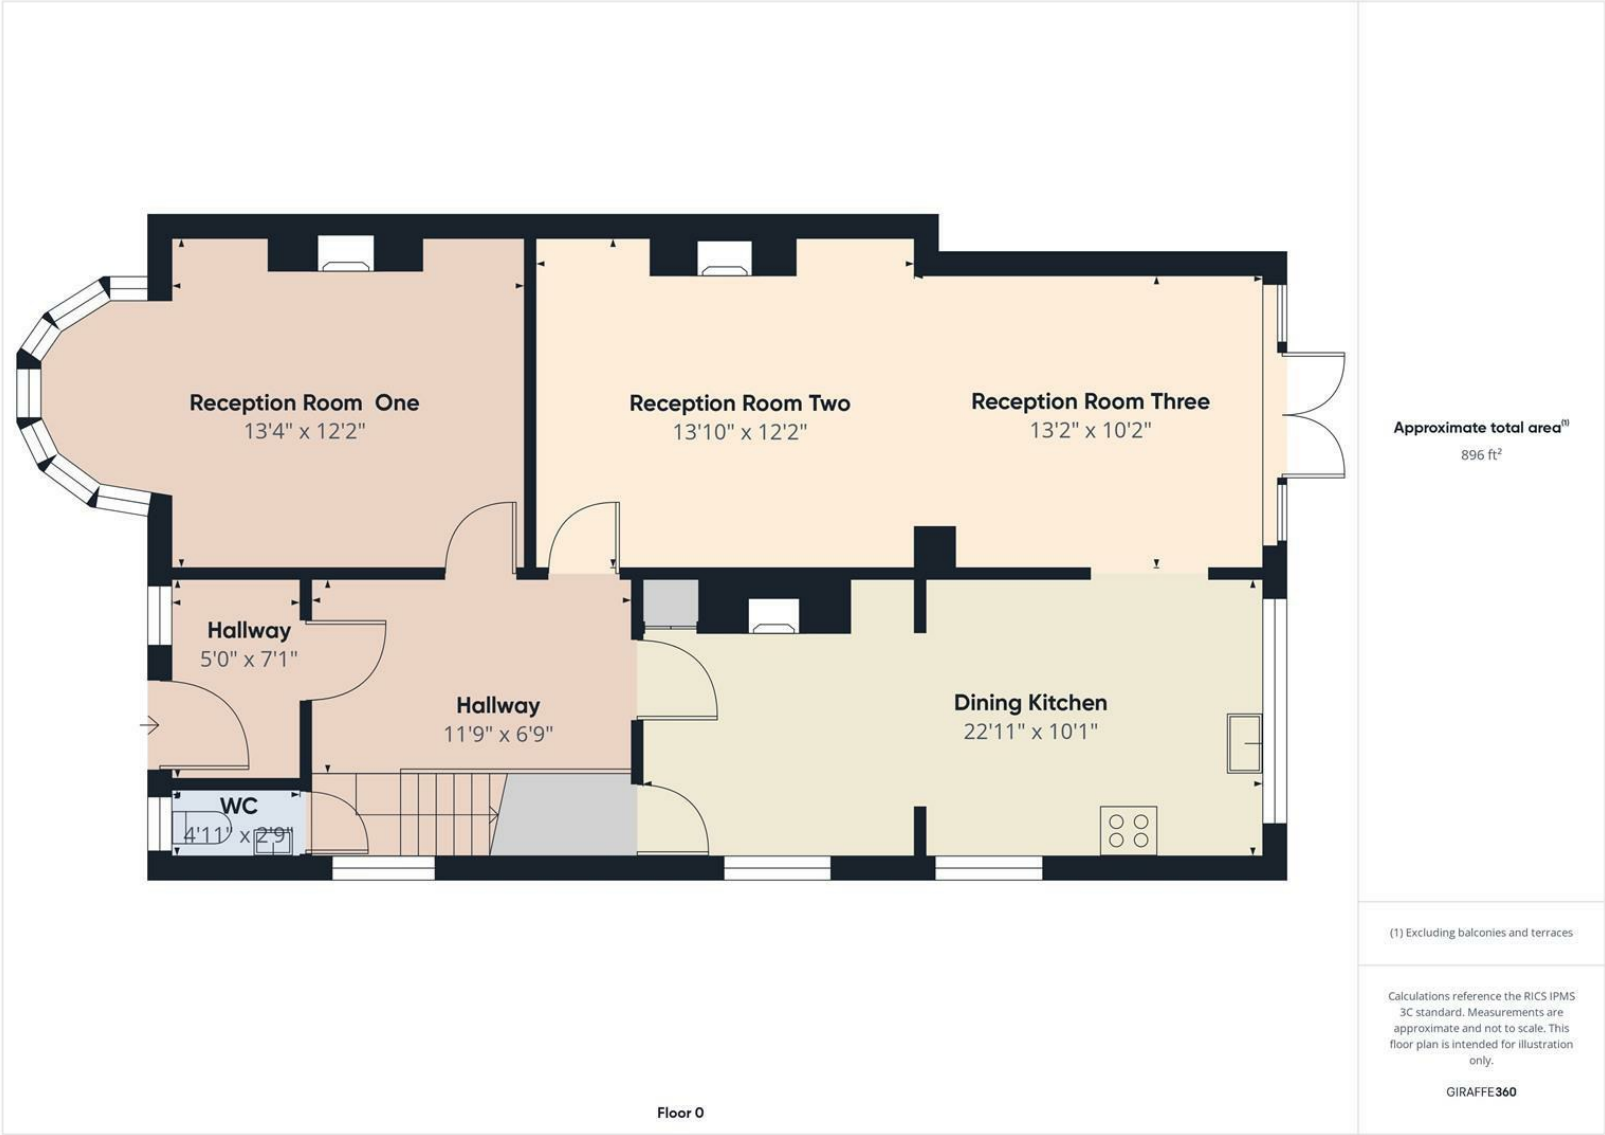 Reception Room One
13'4" x 12'2"
Reception Room Two
13'10" x 12'2"
Reception Room Three
13'2" x 10'2"
Hallway
5'0" x 7'1"
Hallway
11'9" x 6'9"
Dining Kitchen
22'11" x 10'1"
WC
4'11" x 2'9"
Floor 0
Approximate total area(1)
896 ft²
(1) Excluding balconies and terraces
Calculations reference the RICS IPMS
3C standard. Measurements are
approximate and not to scale. This
floor plan is intended for illustration
only.
GIRAFFE360